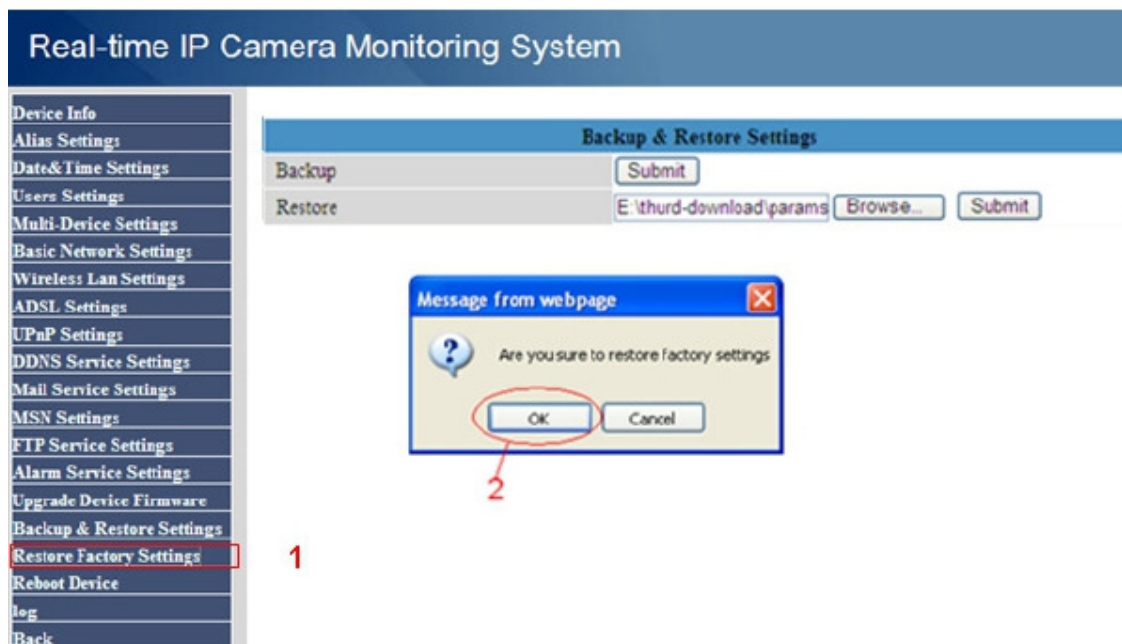 Real-time IP Camera Monitoring System
Device Info
Alias Settings
Date&Time Settings
Users Settings
Multi-Device Settings
Basic Network Settings
Wireless Lan Settings
ADSL Settings
UPnP Settings
DDNS Service Settings
Mail Service Settings
MSN Settings
FTP Service Settings
Alarm Service Settings
Upgrade Device Firmware
Backup & Restore Settings
Restore Factory Settings
Reboot Device
log
Back
1
Backup & Restore Settings
Backup Submit
Restore E:\thurd-download\params Browse... Submit
Message from webpage
? Are you sure to restore factory settings
OK Cancel
2